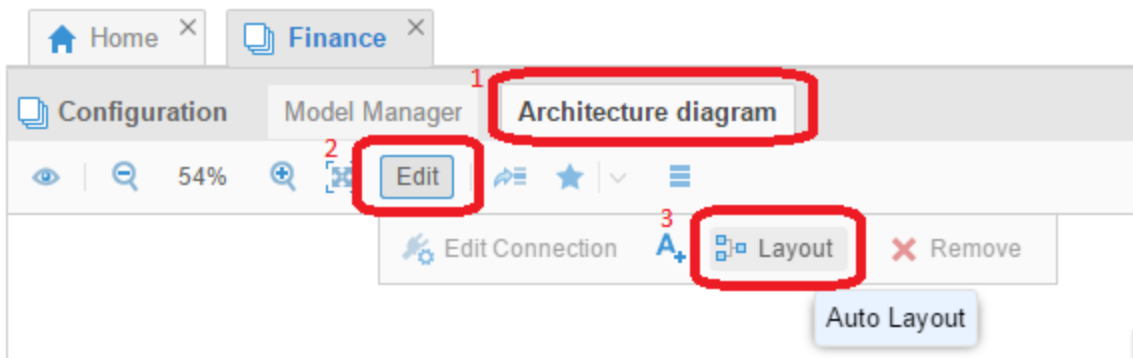 Home Finance
1
Configuration Model Manager Architecture diagram
2
54% Edit
3
Edit Connection A+ Layout Remove
Auto Layout